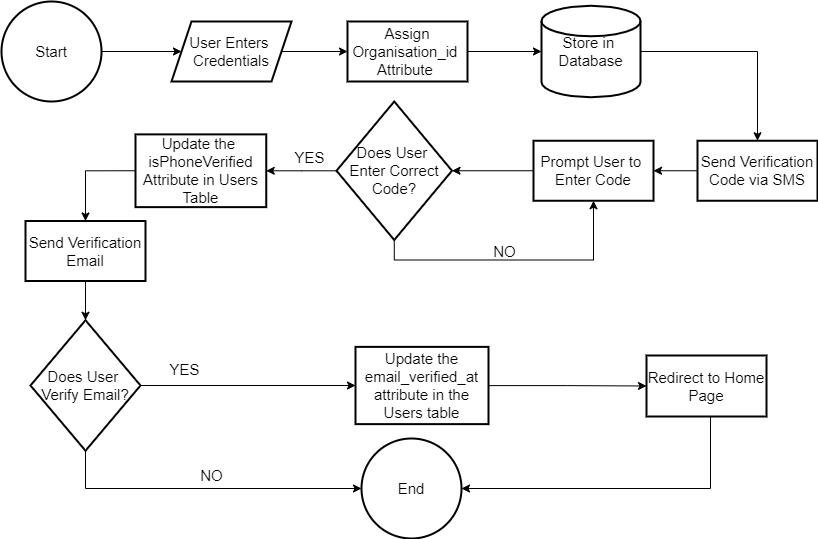 Start
User Enters
Credentials
Assign
Organisation_id
Attribute
Store in
Database
Update the
isPhoneVerified
Attribute in Users
Table
YES
Does User
Enter Correct
Code?
Prompt User to
Enter Code
Send Verification
Code via SMS
NO
Send Verification
Email
Does User
Verify Email?
YES
Update the
email_verified_at
attribute in the
Users table
Redirect to Home
Page
NO
End